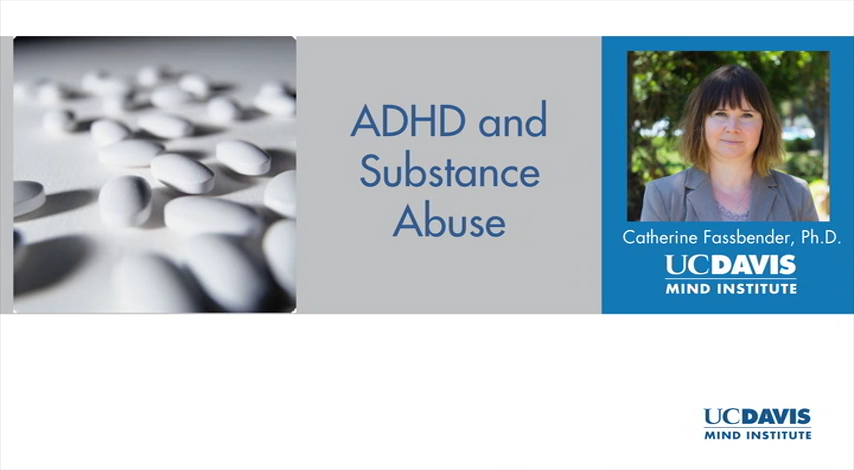 ADHD and
Substance
Abuse
Catherine Fassbender, Ph.D.
UCDAVIS
MIND INSTITUTE
UCDAVIS
MIND INSTITUTE